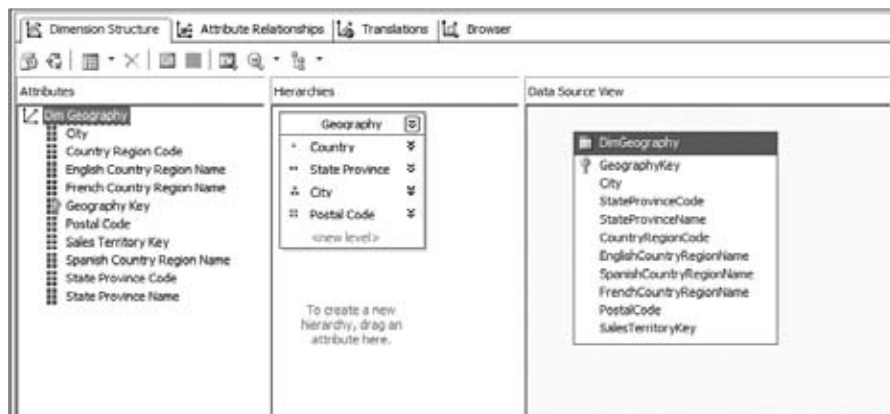 Dimension Structure Attribute Relationships Translations Browser
Attributes
Dim Geography
City
Country Region Code
English Country Region Name
French Country Region Name
Geography Key
Postal Code
Sales Territory Key
Spanish Country Region Name
State Province Code
State Province Name
Hierarchies
Geography
Country
State Province
City
Postal Code
<new level>
To create a new
hierarchy, drag an
attribute here.
Data Source View
DimGeography
GeographyKey
City
StateProvinceCode
StateProvinceName
CountryRegionCode
EnglishCountryRegionName
SpanishCountryRegionName
FrenchCountryRegionName
PostalCode
SalesTerritoryKey